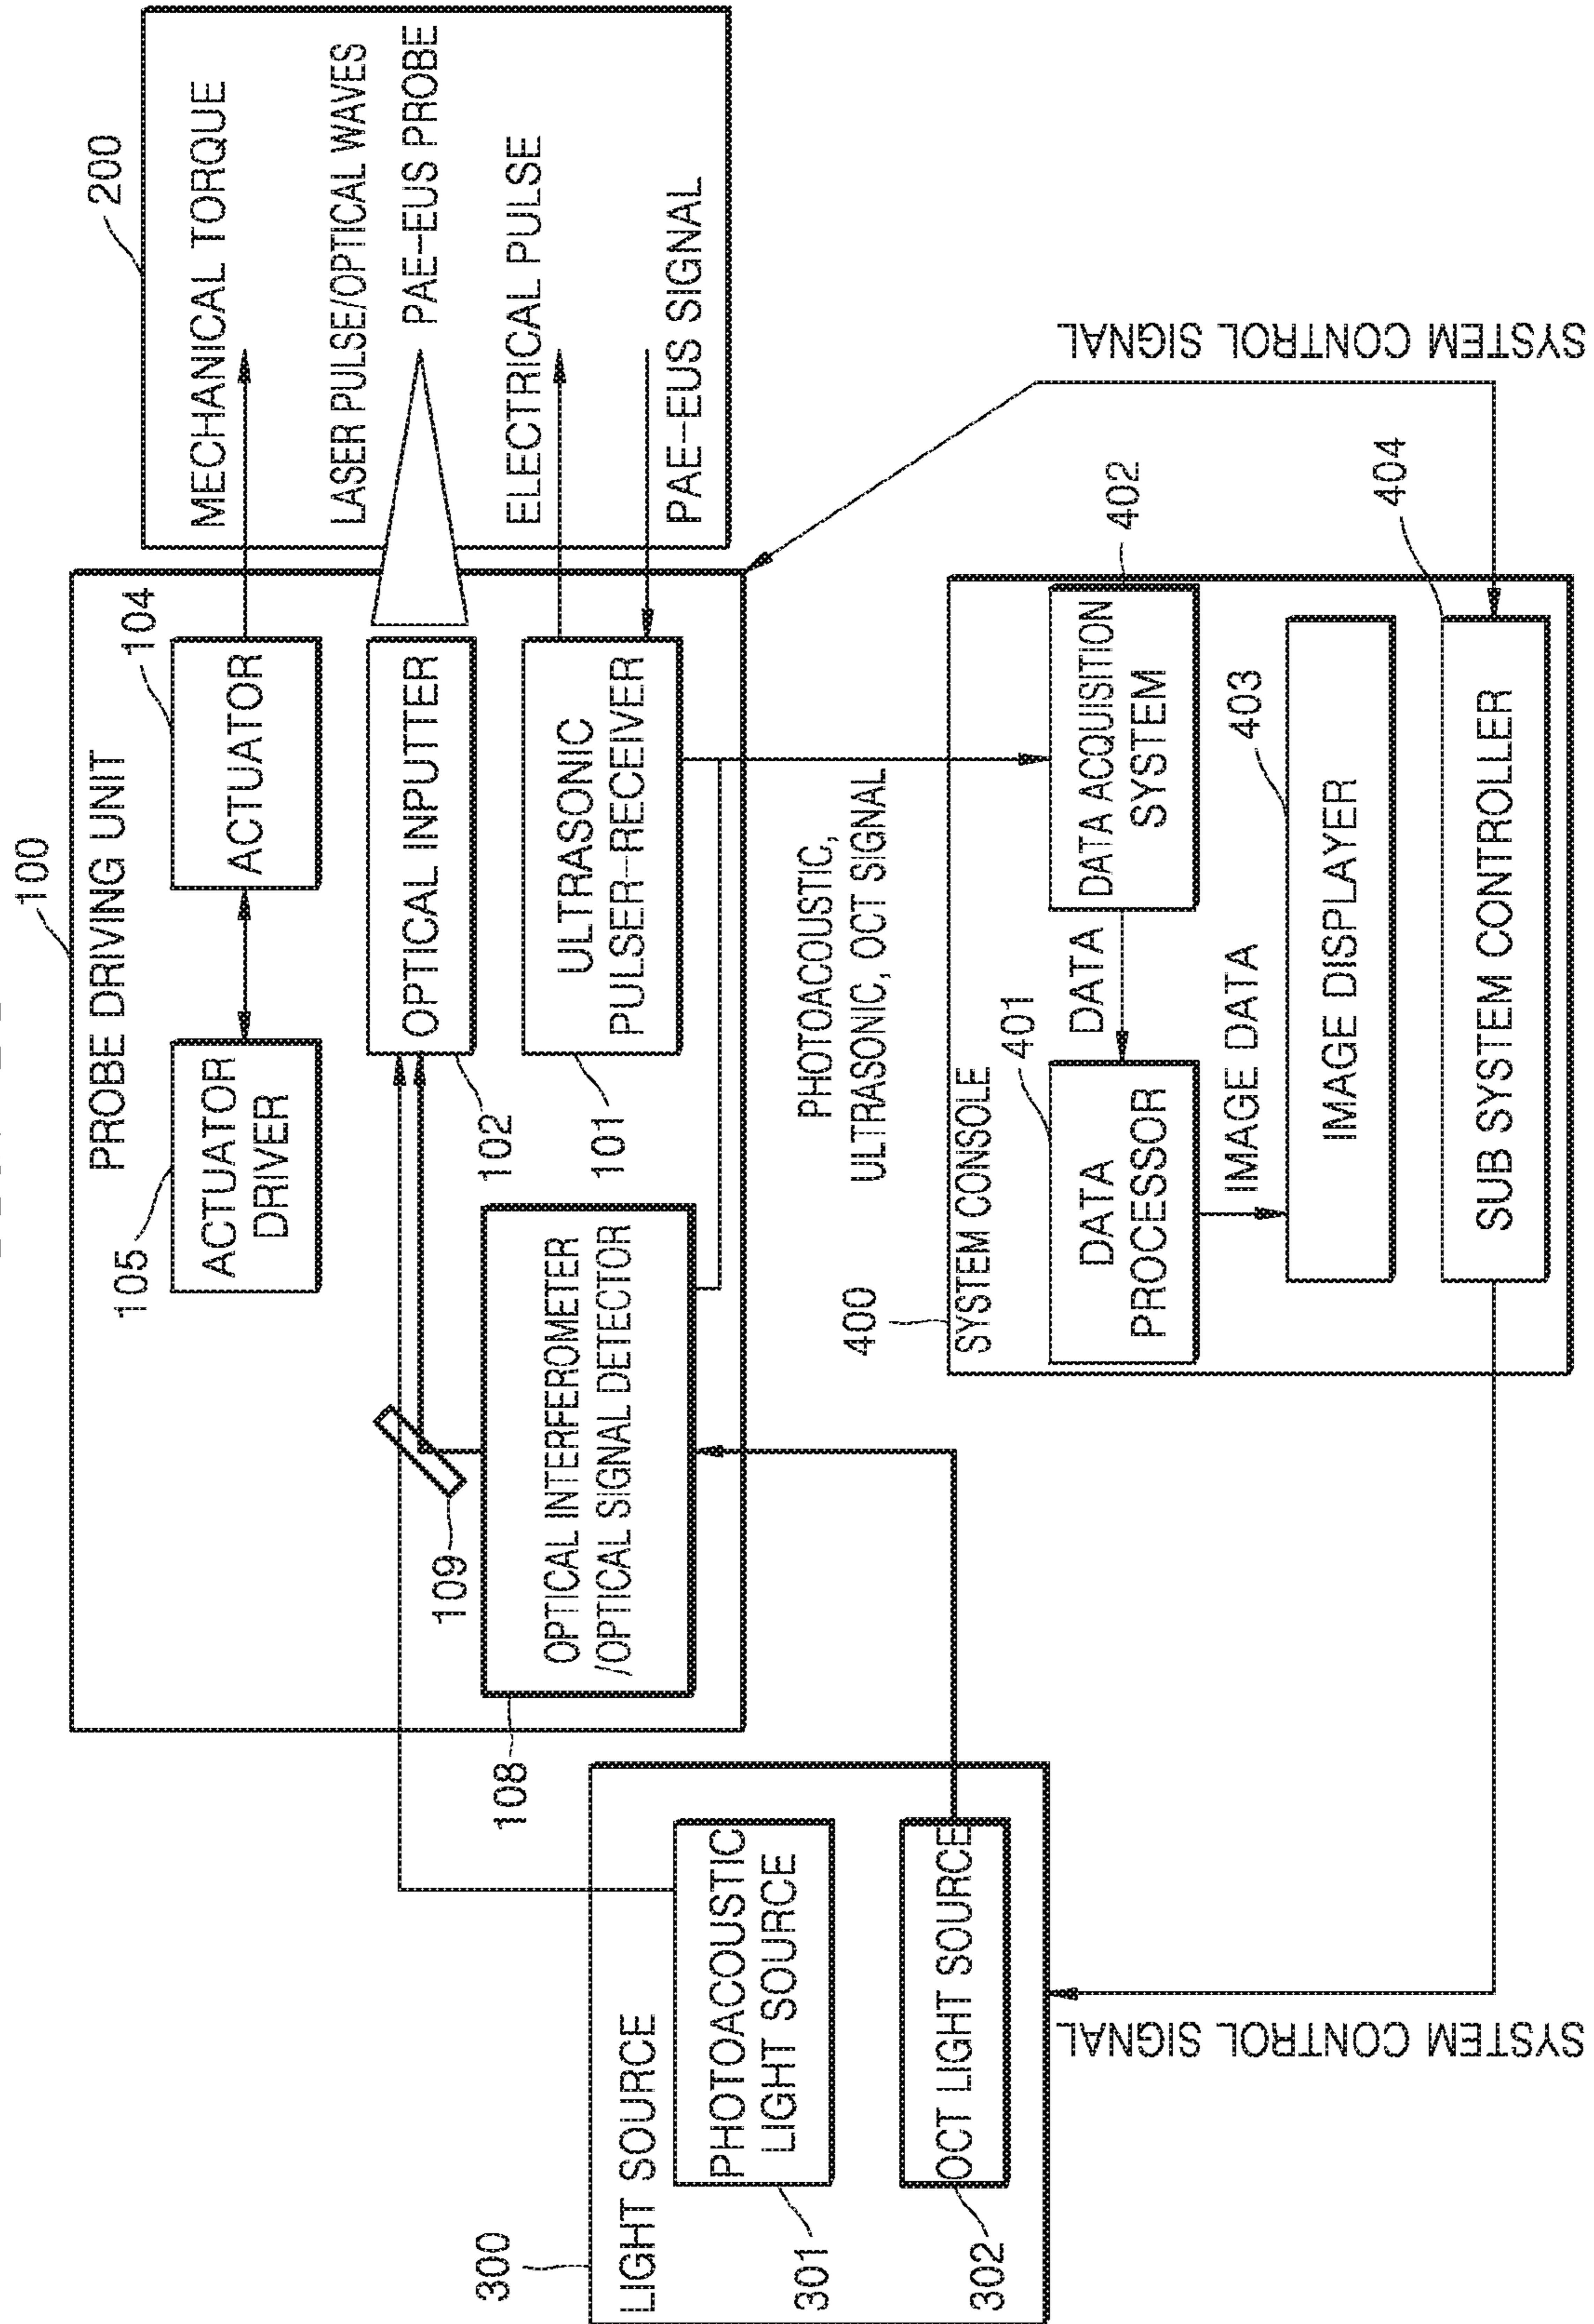 100
PROBE DRIVING UNIT
105
ACTUATOR
DRIVER
104
ACTUATOR
OPTICAL INPUTTER
102
ULTRASONIC
PULSER-RECEIVER
101
109
OPTICAL INTERFEROMETER
/OPTICAL SIGNAL DETECTOR
108
200
MECHANICAL TORQUE
LASER PULSE/OPTICAL WAVES
PAE-EUS PROBE
ELECTRICAL PULSE
PAE-EUS SIGNAL
300
LIGHT SOURCE
PHOTOACOUSTIC
LIGHT SOURCE
301
OCT LIGHT SOURCE
302
PHOTOACOUSTIC,
ULTRASONIC, OCT SIGNAL
400
SYSTEM CONSOLE
401
DATA
PROCESSOR
DATA
DATA ACQUISITION
SYSTEM
402
IMAGE DATA
403
IMAGE DISPLAYER
404
SUB SYSTEM CONTROLLER
SYSTEM CONTROL SIGNAL
SYSTEM CONTROL SIGNAL